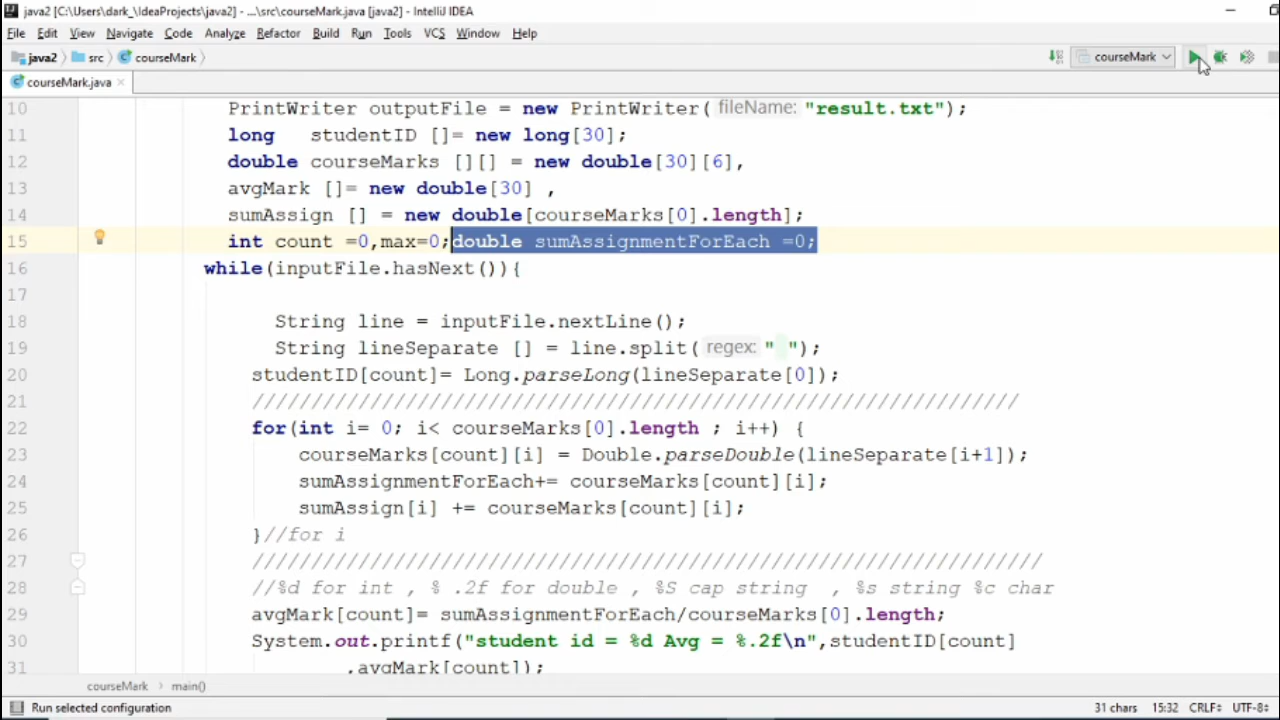 java2 [C:\Users\dark_\IdeaProjects\java2] - ...\src\courseMark.java [java2] - IntelliJ IDEA
File Edit View Navigate Code Analyze Refactor Build Run Tools VCS Window Help
java2 src courseMark courseMark
courseMark.java
10 PrintWriter outputFile = new PrintWriter( fileName: "result.txt");
11 long studentID []= new long[30];
12 double courseMarks [][] = new double[30][6],
13 avgMark []= new double[30] ,
14 sumAssign [] = new double[courseMarks[0].length];
15 int count =0,max=0;double sumAssignmentForEach =0;
16 while(inputFile.hasNext()){
17
18 String line = inputFile.nextLine();
19 String lineSeparate [] = line.split( regex: " ");
20 studentID[count]= Long.parseLong(lineSeparate[0]);
21 /////////////////////////////////////////////////////////////////
22 for(int i= 0; i< courseMarks[0].length ; i++) {
23 courseMarks[count][i] = Double.parseDouble(lineSeparate[i+1]);
24 sumAssignmentForEach+= courseMarks[count][i];
25 sumAssign[i] += courseMarks[count][i];
26 }//for i
27 ///////////////////////////////////////////////////////////////////
28 //%d for int , % .2f for double , %S cap string , %s string %c char
29 avgMark[count]= sumAssignmentForEach/courseMarks[0].length;
30 System.out.printf("student id = %d Avg = %.2f\n",studentID[count]
31 ,avgMark[count]);
courseMark main()
Run selected configuration 31 chars 15:32 CRLF UTF-8